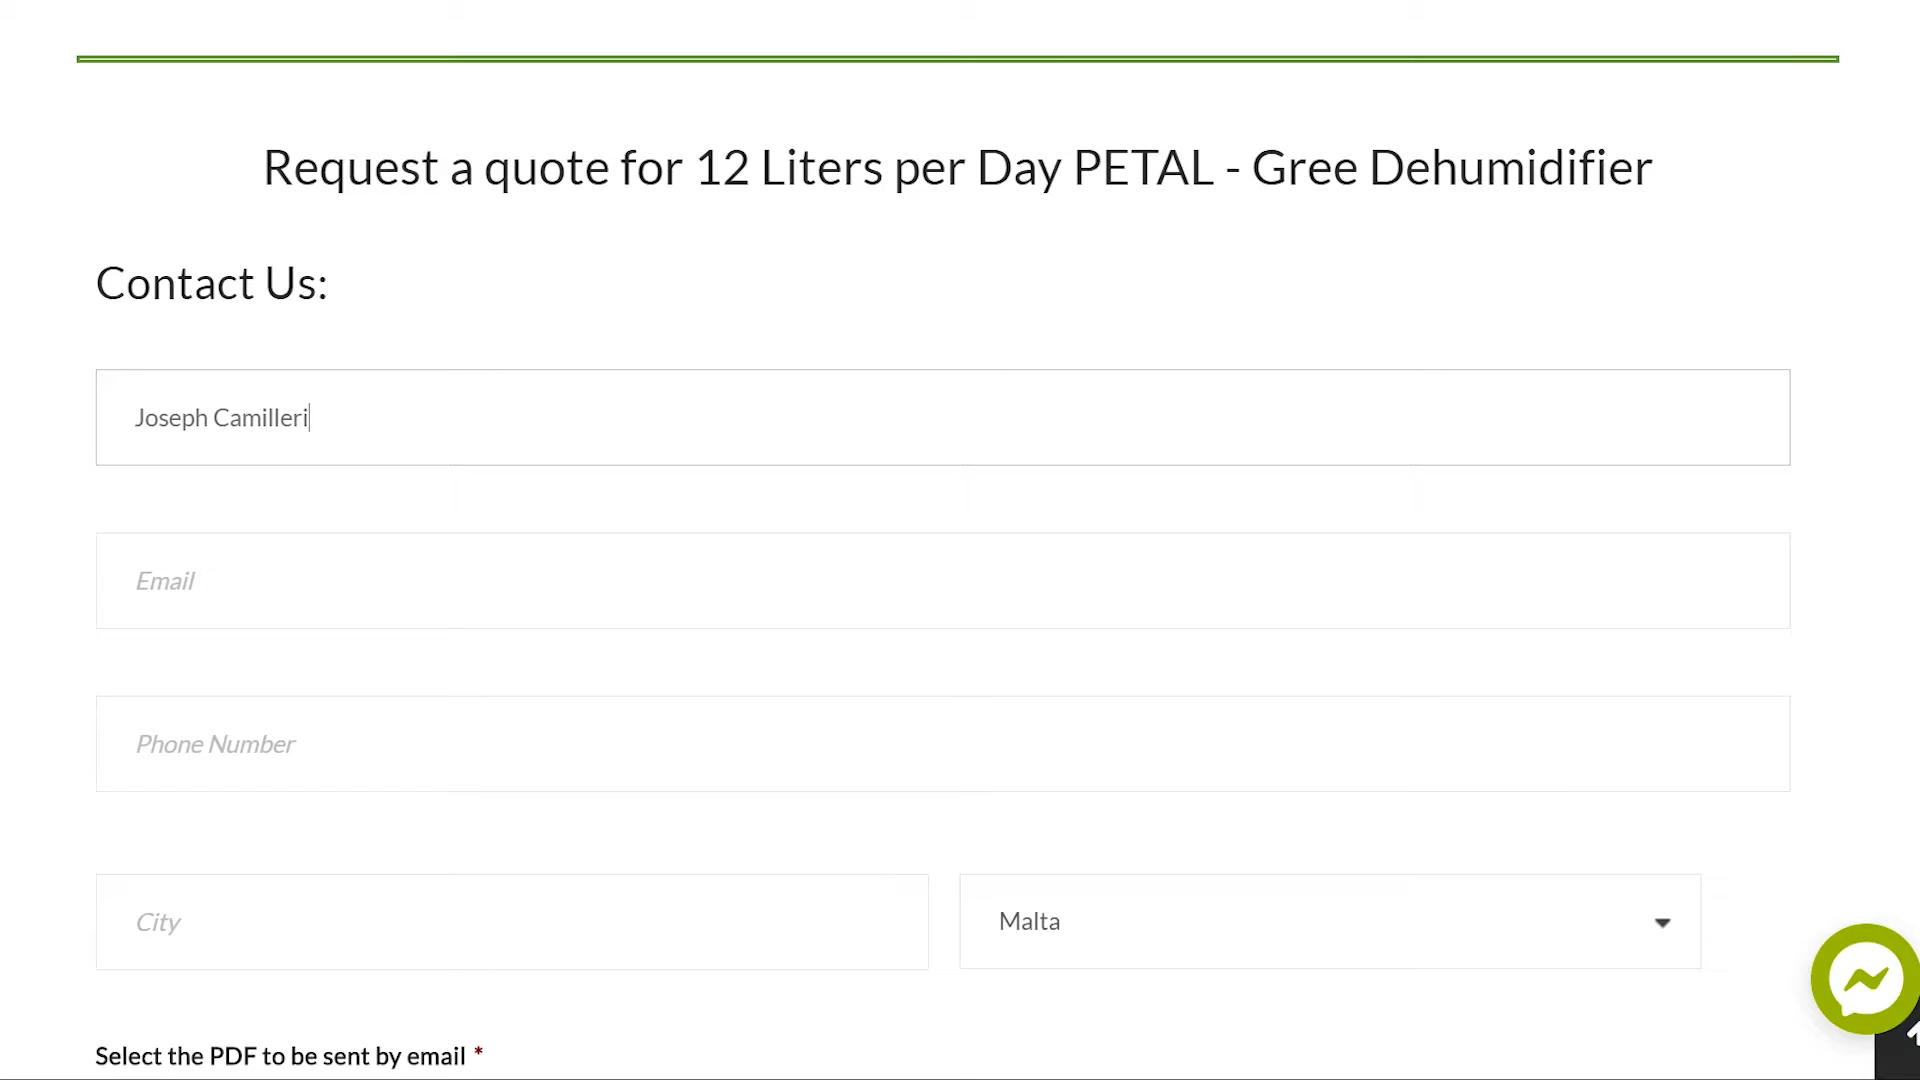 Request a quote for 12 Liters per Day PETAL - Gree Dehumidifier
Contact Us:
Joseph Camilleri
Email
Phone Number
City
Malta
Select the PDF to be sent by email *